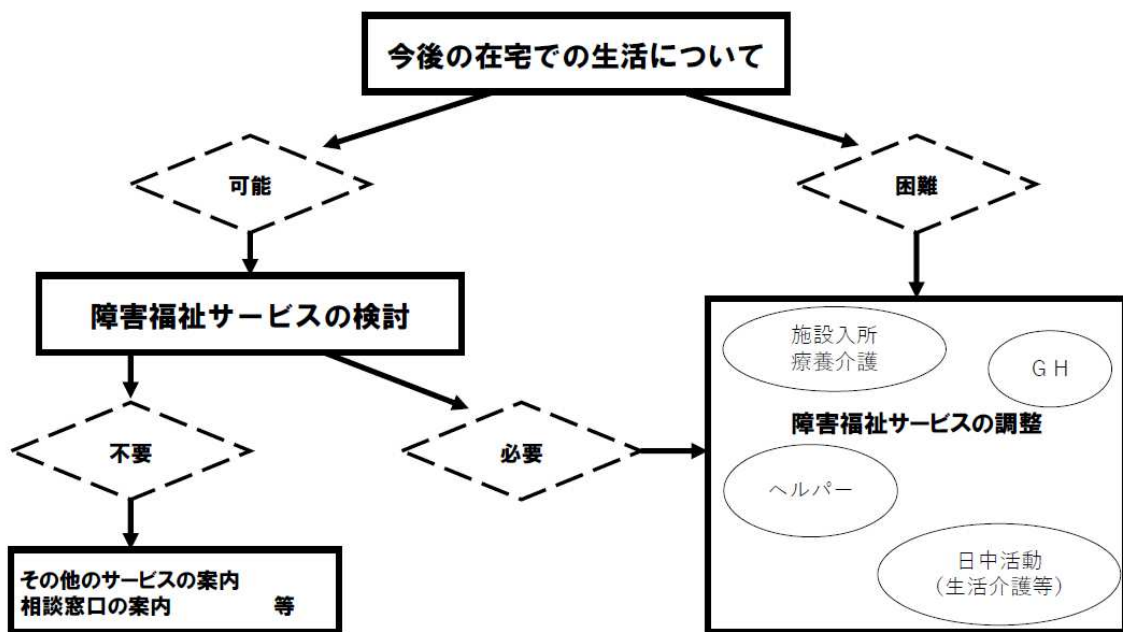 今後の在宅での生活について
可能
困難
障害福祉サービスの検討
施設入所
療養介護
GH
障害福祉サービスの調整
不要
必要
ヘルパー
日中活動
(生活介護等)
その他のサービスの案内
相談窓口の案内 等